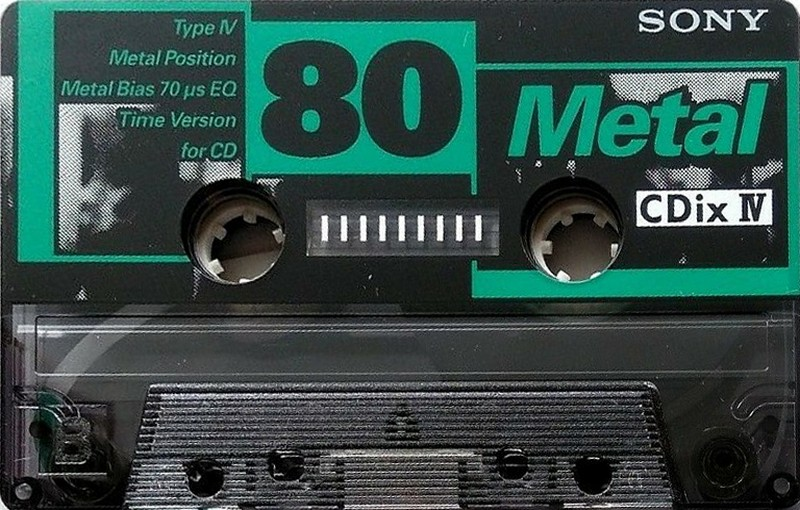 Type IV
Metal Position
Metal Bias 70 µs EQ
Time Version
for CD
80
SONY
Metal
CDix IV
B